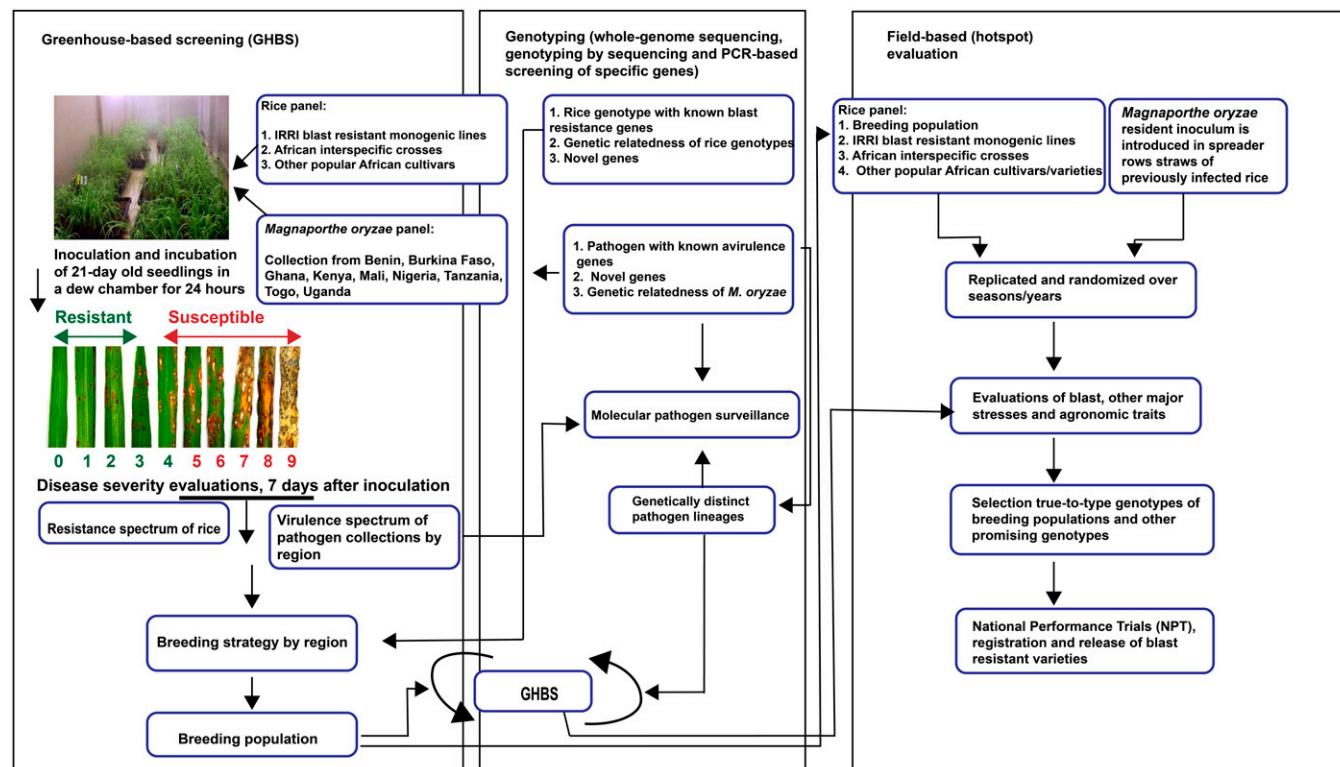 Greenhouse-based screening (GHBS)
Rice panel:
1. IRRI blast resistant monogenic lines
2. African interspecific crosses
3. Other popular African cultivars
Magnaporthe oryzae panel:
Collection from Benin, Burkina Faso,
Ghana, Kenya, Mali, Nigeria, Tanzania,
Togo, Uganda
Inoculation and incubation
of 21-day old seedlings in
a dew chamber for 24 hours
Resistant Susceptible
0 1 2 3 4 5 6 7 8 9
Disease severity evaluations, 7 days after inoculation
Resistance spectrum of rice
Virulence spectrum of
pathogen collections by
region
Breeding strategy by region
Breeding population
Genotyping (whole-genome sequencing,
genotyping by sequencing and PCR-based
screening of specific genes)
1. Rice genotype with known blast
resistance genes
2. Genetic relatedness of rice genotypes
3. Novel genes
1. Pathogen with known avirulence
genes
2. Novel genes
3. Genetic relatedness of M. oryzae
Molecular pathogen surveillance
Genetically distinct
pathogen lineages
GHBS
Field-based (hotspot)
evaluation
Rice panel:
1. Breeding population
2. IRRI blast resistant monogenic lines
3. African interspecific crosses
4. Other popular African cultivars/varieties
Magnaporthe oryzae
resident inoculum is
introduced in spreader
rows straws of
previously infected rice
Replicated and randomized over
seasons/years
Evaluations of blast, other major
stresses and agronomic traits
Selection true-to-type genotypes of
breeding populations and other
promising genotypes
National Performance Trials (NPT),
registration and release of blast
resistant varieties